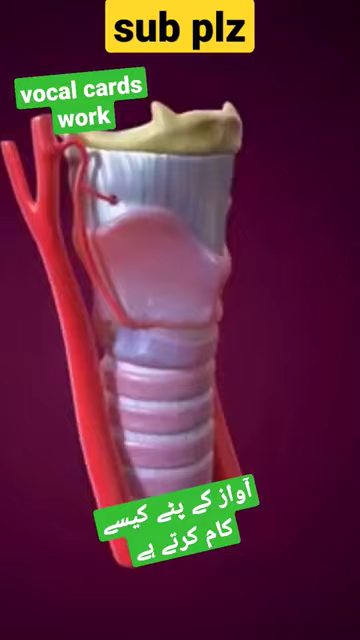 sub plz
vocal cards
work
آواز کے پٹے کیسے
کام کرتے ہے